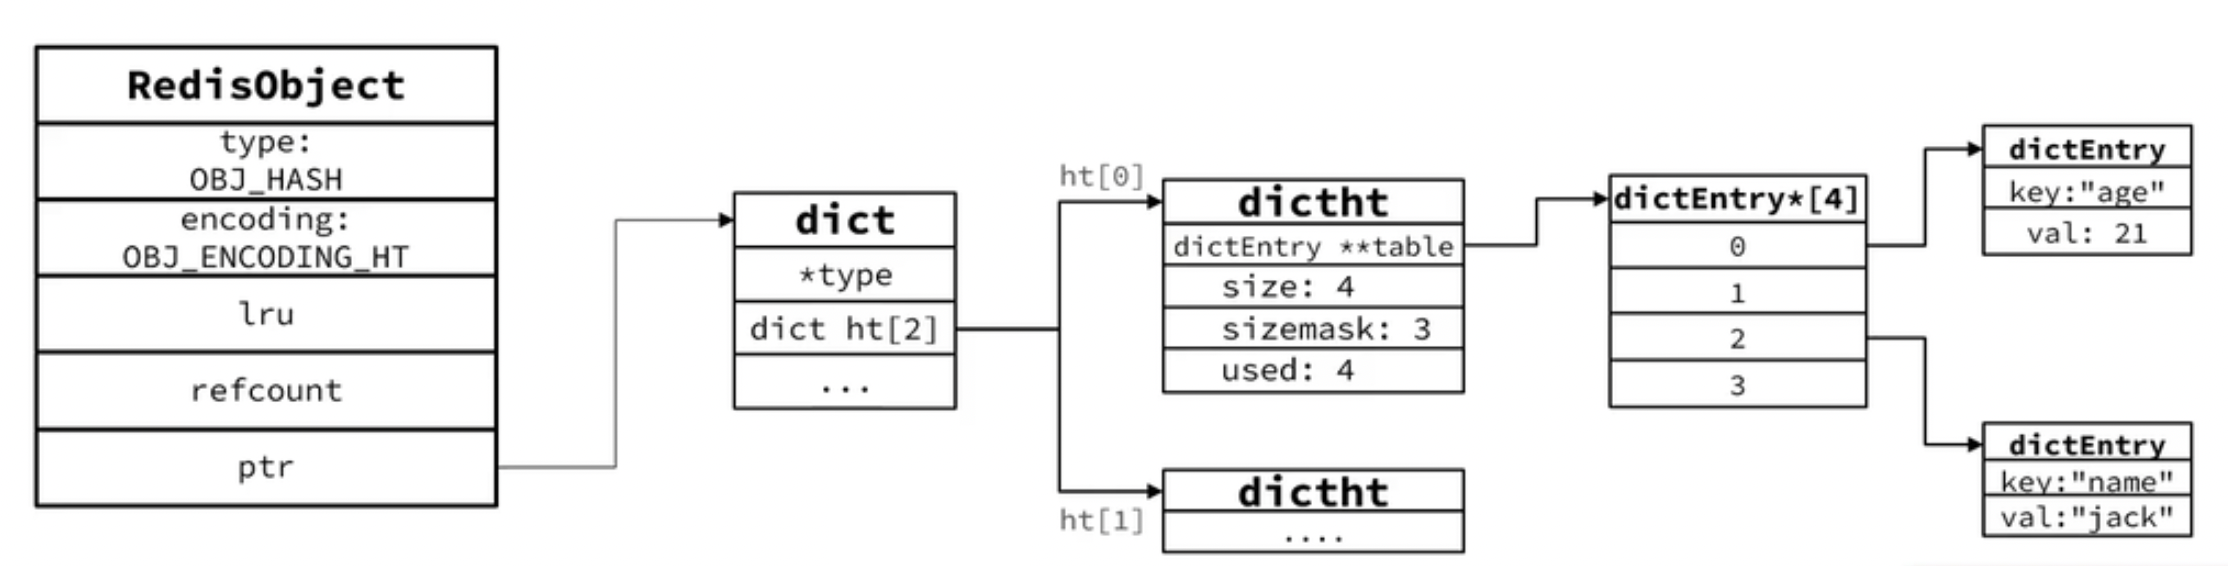 RedisObject
type:
OBJ_HASH
encoding:
OBJ_ENCODING_HT
lru
refcount
ptr
dict
*type
dict ht[2]
...
ht[0]
dictht
dictEntry **table
size: 4
sizemask: 3
used: 4
ht[1]
dictht
....
dictEntry*[4]
0
1
2
3
dictEntry
key:"age"
val: 21
dictEntry
key:"name"
val:"jack"